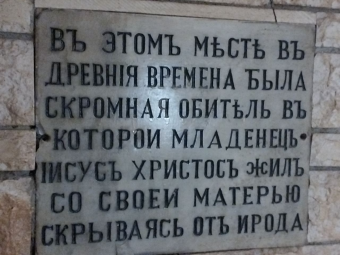 ВЪ ЭТОМЪ МѢСТѢ ВЪ
ДРЕВНІЯ ВРЕМЕНА БЫЛА
СКРОМНАЯ ОБИТѢЛЬ ВЪ
КОТОРОИ МЛАДЕНЕЦЪ
ІИСУСЪ ХРИСТОСЪ ЖИЛЪ
СО СВОЕИ МАТЕРЬЮ
СКРЫВАЯСЬ ОТЪ ИРОДА